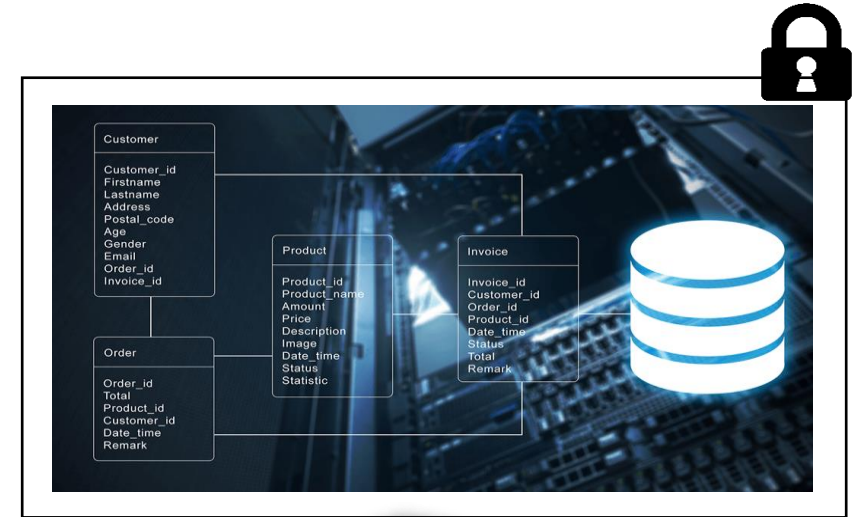 Customer
Customer_id
Firstname
Lastname
Address
Postal_code
Age
Gender
Email
Order_id
Invoice_id
Order
Order_id
Total
Product_id
Customer_id
Date_time
Remark
Product
Product_id
Product_name
Amount
Price
Description
Image
Date_time
Status
Statistic
Invoice
Invoice_id
Customer_id
Order_id
Product_id
Date_time
Status
Total
Remark